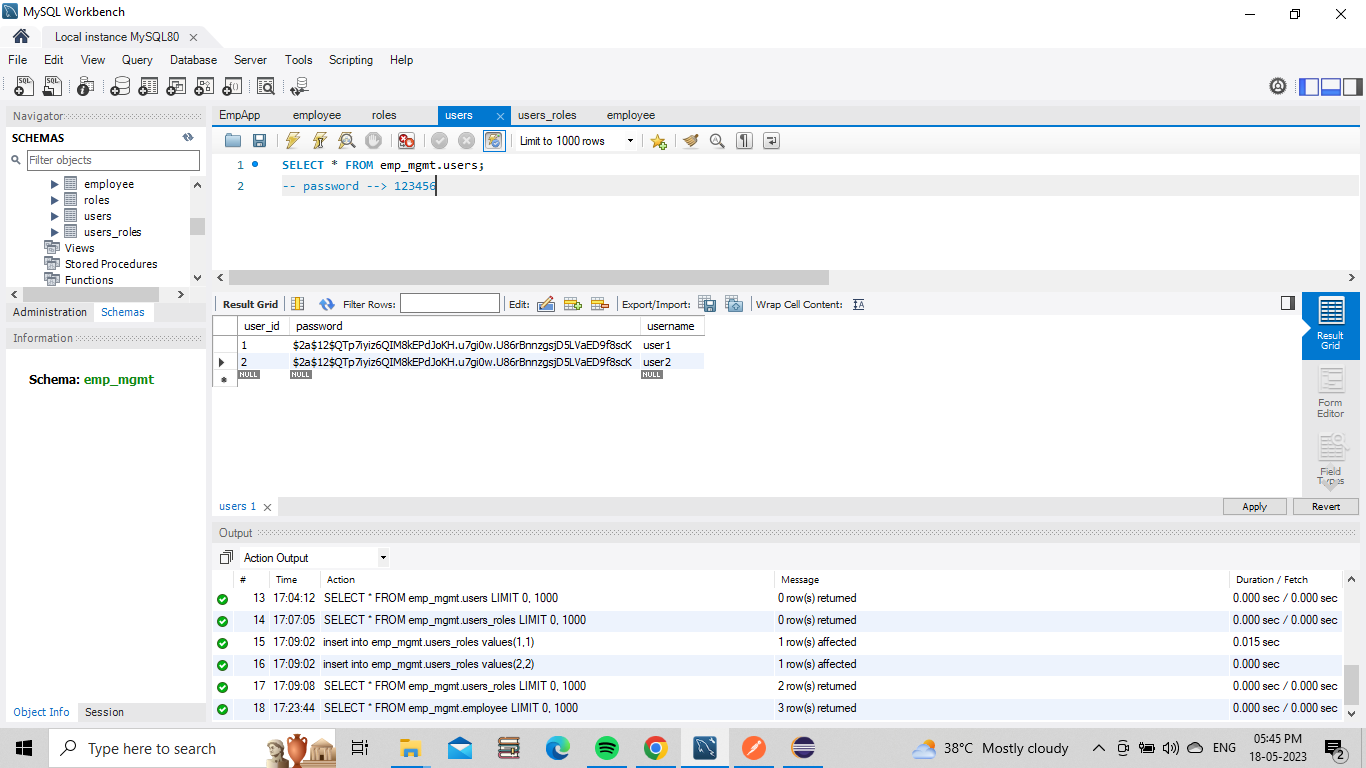 MySQL Workbench
Local instance MySQL80
File Edit View Query Database Server Tools Scripting Help
Navigator
SCHEMAS
Filter objects
employee
roles
users
users_roles
Views
Stored Procedures
Functions
Administration Schemas
Information
Schema: emp_mgmt
Object Info Session
EmpApp employee roles users users_roles employee
Limit to 1000 rows
1 SELECT * FROM emp_mgmt.users;
2 -- password --> 123456
Result Grid Filter Rows: Edit: Export/Import: Wrap Cell Content:
user_id password username
1 $2a$12$QTp7iyiz6QIM8kEPdJoKH.u7gi0w.U86rBnnzgsjD5LVaED9f8scK user1
2 $2a$12$QTp7iyiz6QIM8kEPdJoKH.u7gi0w.U86rBnnzgsjD5LVaED9f8scK user2
NULL NULL NULL
Result Grid
Form Editor
Field Types
users 1
Apply Revert
Output
Action Output
# Time Action Message Duration / Fetch
13 17:04:12 SELECT * FROM emp_mgmt.users LIMIT 0, 1000 0 row(s) returned 0.000 sec / 0.000 sec
14 17:07:05 SELECT * FROM emp_mgmt.users_roles LIMIT 0, 1000 0 row(s) returned 0.000 sec / 0.000 sec
15 17:09:02 insert into emp_mgmt.users_roles values(1,1) 1 row(s) affected 0.015 sec
16 17:09:02 insert into emp_mgmt.users_roles values(2,2) 1 row(s) affected 0.000 sec
17 17:09:08 SELECT * FROM emp_mgmt.users_roles LIMIT 0, 1000 2 row(s) returned 0.000 sec / 0.000 sec
18 17:23:44 SELECT * FROM emp_mgmt.employee LIMIT 0, 1000 3 row(s) returned 0.000 sec / 0.000 sec
Type here to search
38°C Mostly cloudy
ENG
05:45 PM
18-05-2023
2